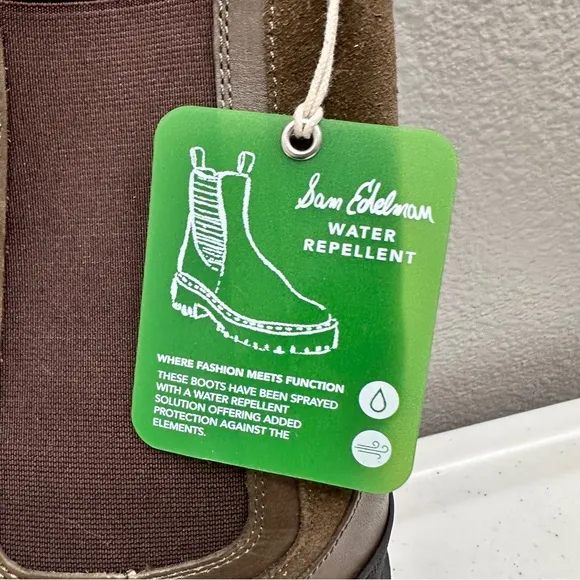 Sam Edelman
WATER
REPELLENT
WHERE FASHION MEETS FUNCTION
THESE BOOTS HAVE BEEN SPRAYED
WITH A WATER REPELLENT
SOLUTION OFFERING ADDED
PROTECTION AGAINST THE
ELEMENTS.